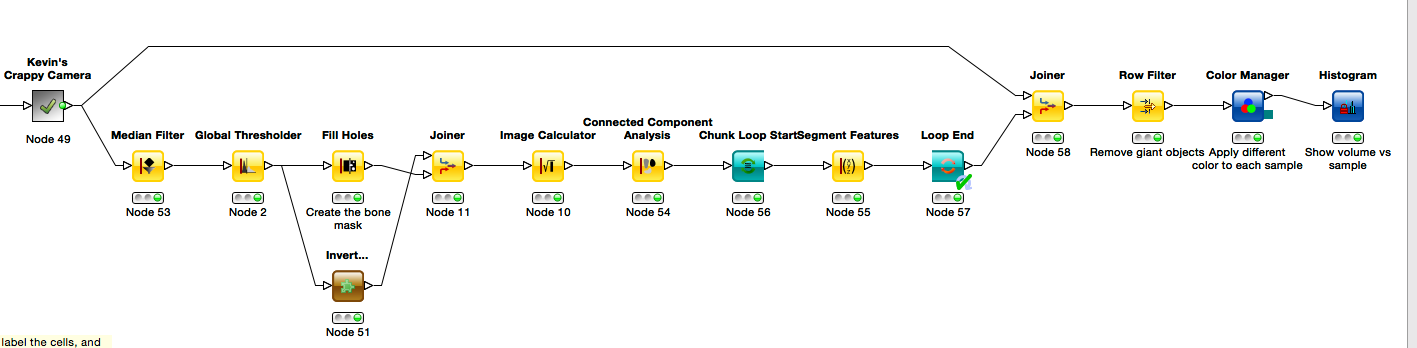 Kevin's
Crappy Camera
Node 49
Median Filter
Node 53
Global Thresholder
Node 2
Fill Holes
Create the bone
mask
Invert...
Node 51
Joiner
Node 11
Image Calculator
Node 10
Connected Component
Analysis
Node 54
Chunk Loop Start
Node 56
Segment Features
Node 55
Loop End
Node 57
Joiner
Node 58
Row Filter
Remove giant objects
Color Manager
Apply different
color to each sample
Histogram
Show volume vs
sample
label the cells, and